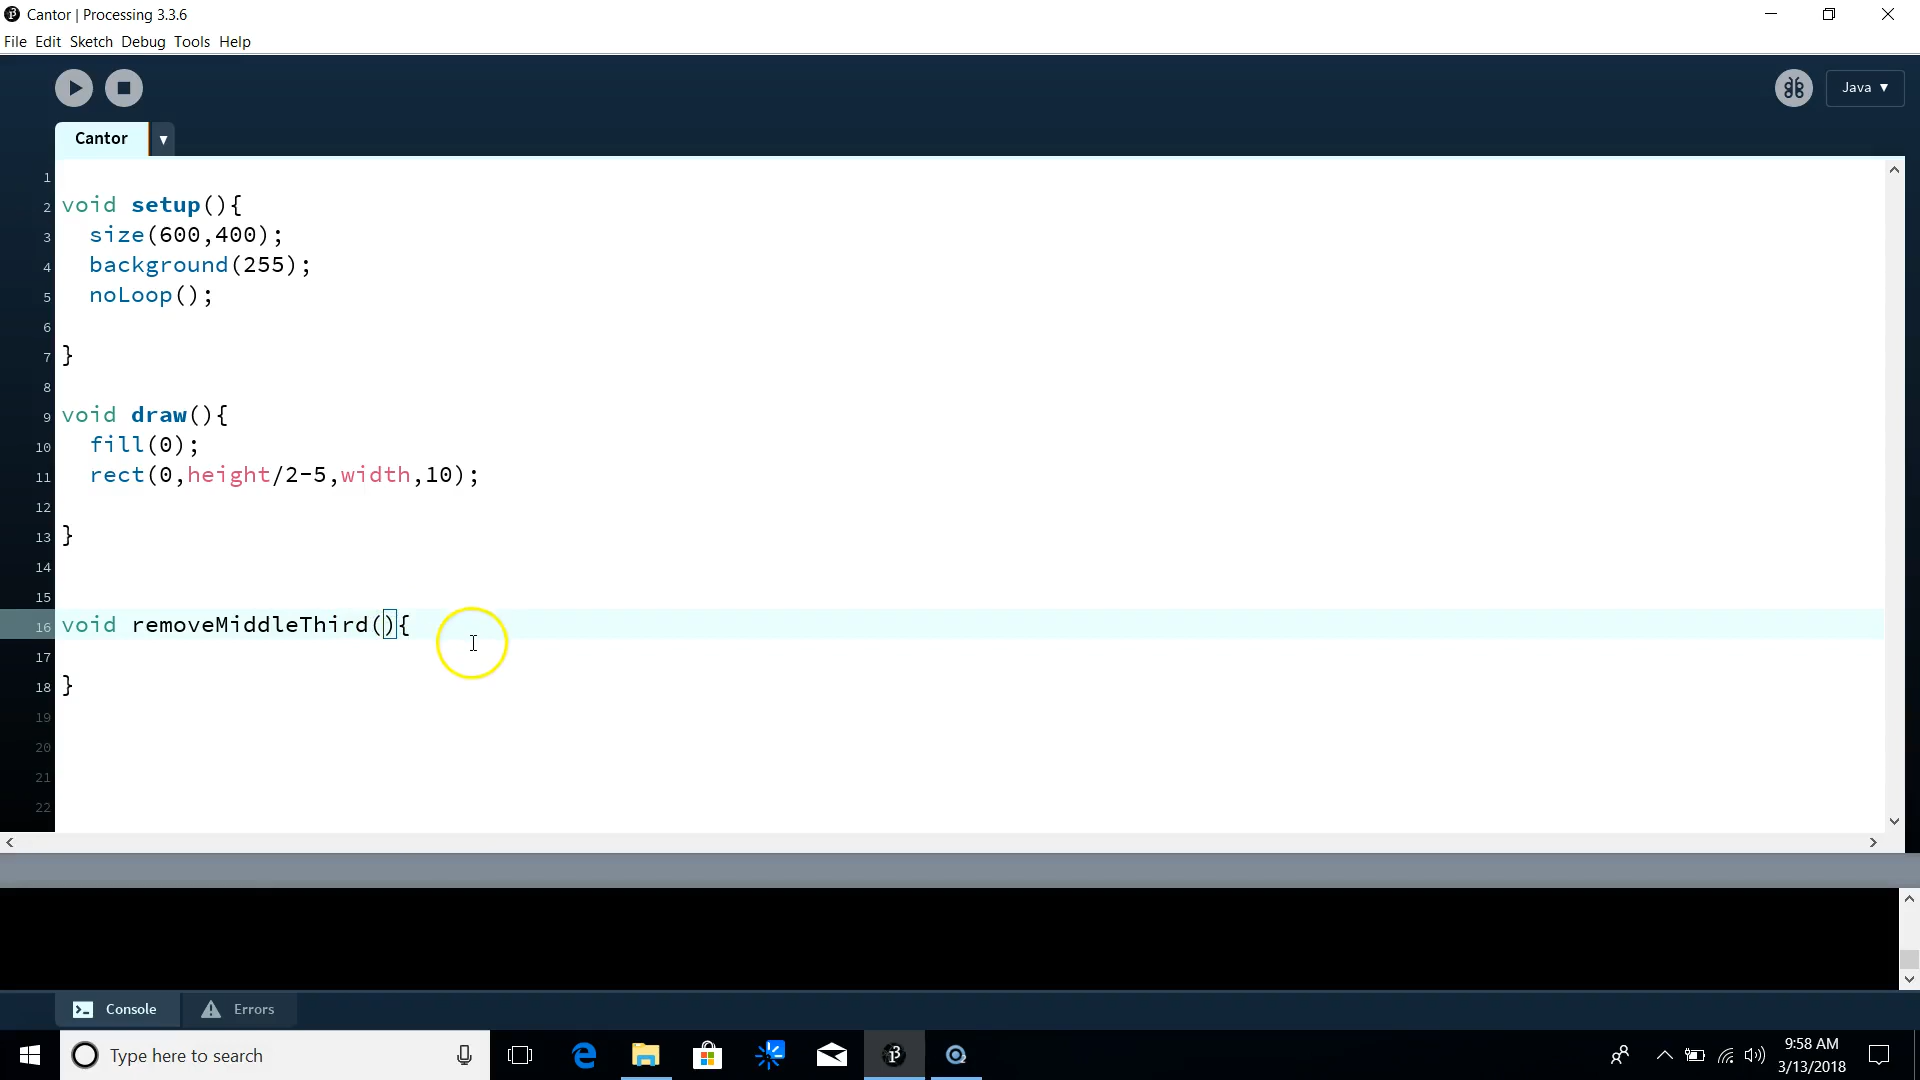 Cantor | Processing 3.3.6
File Edit Sketch Debug Tools Help
Java ▼
Cantor ▼
1
2 void setup(){
3   size(600,400);
4   background(255);
5   noLoop();
6
7 }
8
9 void draw(){
10   fill(0);
11   rect(0,height/2-5,width,10);
12
13 }
14
15
16 void removeMiddleThird(){
17
18 }
19
20
21
22
Console Errors
Type here to search
9:58 AM
3/13/2018